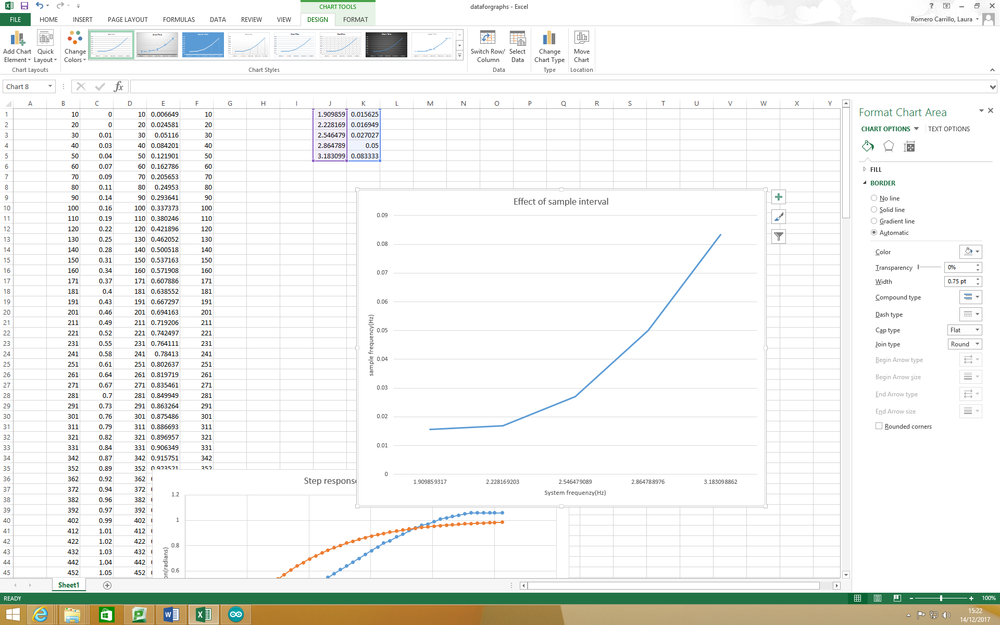 CHART TOOLS
dataforgraphs - Excel
FILE HOME INSERT PAGE LAYOUT FORMULAS DATA REVIEW VIEW DESIGN FORMAT
Romero Carrillo, Laura
Add Chart Element
Quick Layout
Change Colors
Switch Row/ Column
Select Data
Change Chart Type
Move Chart
Chart Layouts
Chart Styles
Data
Type
Location
Chart 8
fx
A B C D E F G H I J K L M N O P Q R S T U V W X Y
1 10 0 10 0.006649 10 1.909859 0.015625
2 20 0 20 0.024581 20 2.228169 0.016949
3 30 0.01 30 0.05116 30 2.546479 0.027027
4 40 0.03 40 0.084201 40 2.864789 0.05
5 50 0.04 50 0.121901 50 3.183099 0.083333
6 60 0.07 60 0.162786 60
7 70 0.09 70 0.205653 70
8 80 0.11 80 0.24953 80
9 90 0.14 90 0.293641 90
10 100 0.16 100 0.337373 100
11 110 0.19 110 0.380246 110
12 120 0.22 120 0.421896 120
13 130 0.25 130 0.462052 130
14 140 0.28 140 0.500518 140
15 150 0.31 150 0.537163 150
16 160 0.34 160 0.571908 160
17 171 0.37 171 0.607886 171
18 181 0.4 181 0.638552 181
19 191 0.43 191 0.667297 191
20 201 0.46 201 0.694163 201
21 211 0.49 211 0.719206 211
22 221 0.52 221 0.742497 221
23 231 0.55 231 0.764111 231
24 241 0.58 241 0.78413 241
25 251 0.61 251 0.802637 251
26 261 0.64 261 0.819719 261
27 271 0.67 271 0.835461 271
28 281 0.7 281 0.849949 281
29 291 0.73 291 0.863264 291
30 301 0.76 301 0.875486 301
31 311 0.79 311 0.886693 311
32 321 0.82 321 0.896957 321
33 331 0.84 331 0.906349 331
34 342 0.87 342 0.915751 342
35 352 0.89 352 0.923521 352
36 362 0.92 362
37 372 0.94 372
38 382 0.96 382
39 392 0.97 392
40 402 0.99 402
41 412 1.01 412
42 422 1.02 422
43 432 1.03 432
44 442 1.04 442
45 452 1.05 452
Effect of sample interval
0.09
0.08
0.07
0.06
0.05
0.04
0.03
0.02
0.01
0
sample frequency(Hz)
1.909859317 2.228169203 2.546479089 2.864788976 3.183098862
System frequenzy(Hz)
Step respons
1.2
1
0.8
0.6
on(radians)
Format Chart Area
CHART OPTIONS TEXT OPTIONS
FILL
BORDER
No line
Solid line
Gradient line
Automatic
Color
Transparency 0%
Width 0.75 pt
Compound type
Dash type
Cap type Flat
Join type Round
Begin Arrow type
Begin Arrow size
End Arrow type
End Arrow size
Rounded corners
Sheet1
READY
100%
15:22
14/12/2017